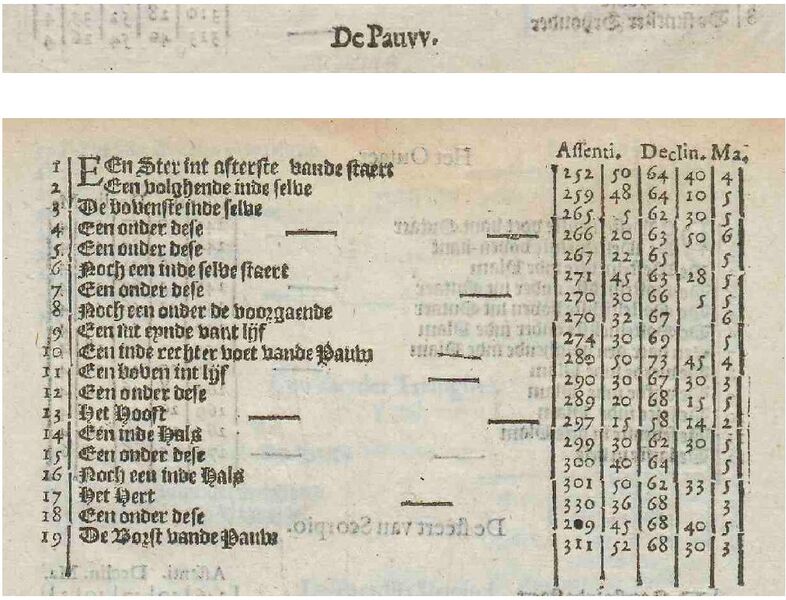 De Pauvv.
Assenti. Declin. Ma.
1 EEn Ster int afterste vande staert 252 50 64 40 4
2 Een volghende inde selve 259 48 64 10 5
3 De bovenste inde selve 265 5 62 30 5
4 Een onder dese 266 20 63 50 6
5 Een onder dese 267 22 65 5
6 Noch een inde selve staert 271 45 63 28 5
7 Een onder dese 270 30 66 5 5
8 Noch een onder de voorgaende 270 32 67 6
9 Een int eynde vant lijf 274 30 69 5
10 Een inde rechter voet vande Pauw 280 50 73 45 4
11 Een boven int lijf 290 30 67 30 3
12 Een onder dese 289 20 68 15 5
13 Het Hooft 297 15 58 14 2
14 Een inde Hals 299 30 62 30 5
15 Een onder dese 300 40 64 5
16 Noch een inde Hals 301 50 62 33 5
17 Het Hert 330 36 68 3
18 Een onder dese 45 68 40 5
19 De Borst vande Pauw 311 52 68 30 3